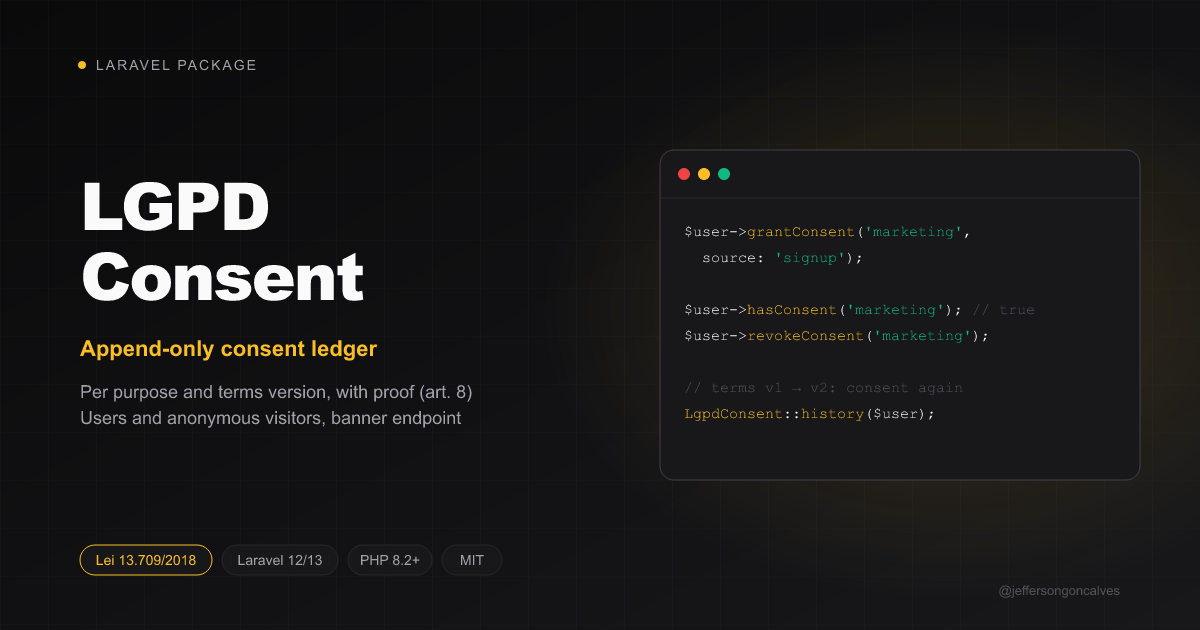 LARAVEL PACKAGE
LGPD
Consent
Append-only consent ledger
Per purpose and terms version, with proof (art. 8)
Users and anonymous visitors, banner endpoint
Lei 13.709/2018
Laravel 12/13
PHP 8.2+
MIT
$user->grantConsent('marketing',
  source: 'signup');
$user->hasConsent('marketing'); // true
$user->revokeConsent('marketing');
// terms v1 → v2: consent again
LgpdConsent::history($user);
@jeffersongoncalves